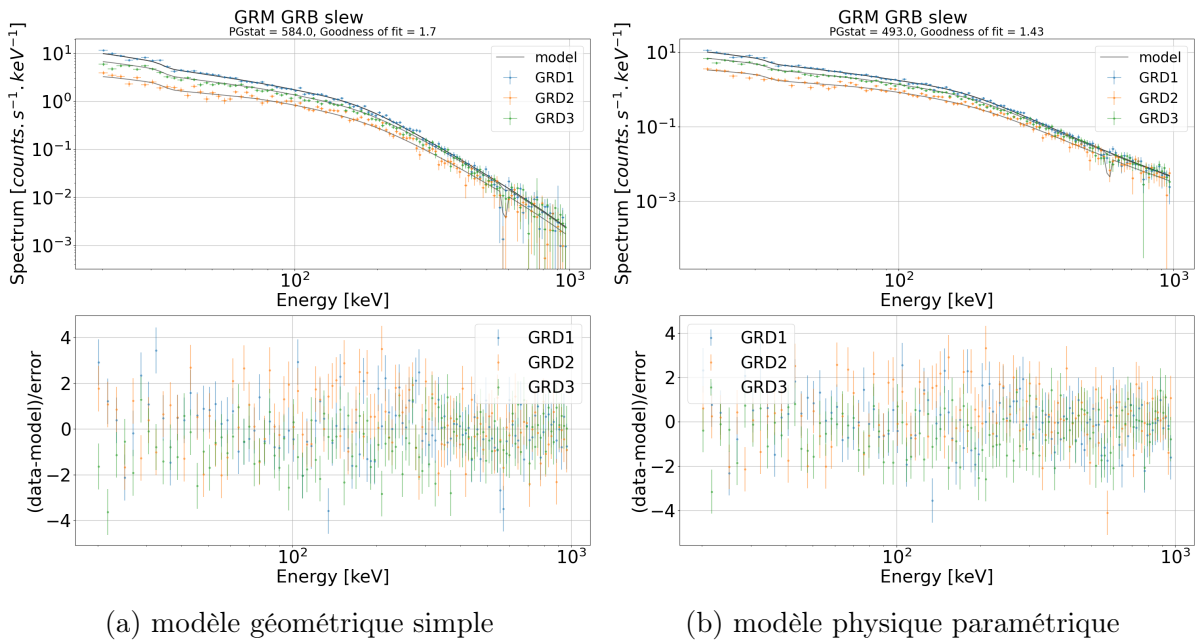 GRM GRB slew
PGstat = 584.0, Goodness of fit = 1.7
Spectrum [counts. s⁻¹. keV⁻¹]
10¹
10⁰
10⁻¹
10⁻²
10⁻³
model
GRD1
GRD2
GRD3
10²
10³
Energy [keV]
(data-model)/error
4
2
0
−2
−4
GRD1
GRD2
GRD3
10²
10³
Energy [keV]
(a) modèle géométrique simple
GRM GRB slew
PGstat = 493.0, Goodness of fit = 1.43
Spectrum [counts. s⁻¹. keV⁻¹]
10¹
10⁻¹
10⁻³
model
GRD1
GRD2
GRD3
10²
10³
Energy [keV]
(data-model)/error
4
2
0
−2
−4
GRD1
GRD2
GRD3
10²
10³
Energy [keV]
(b) modèle physique paramétrique